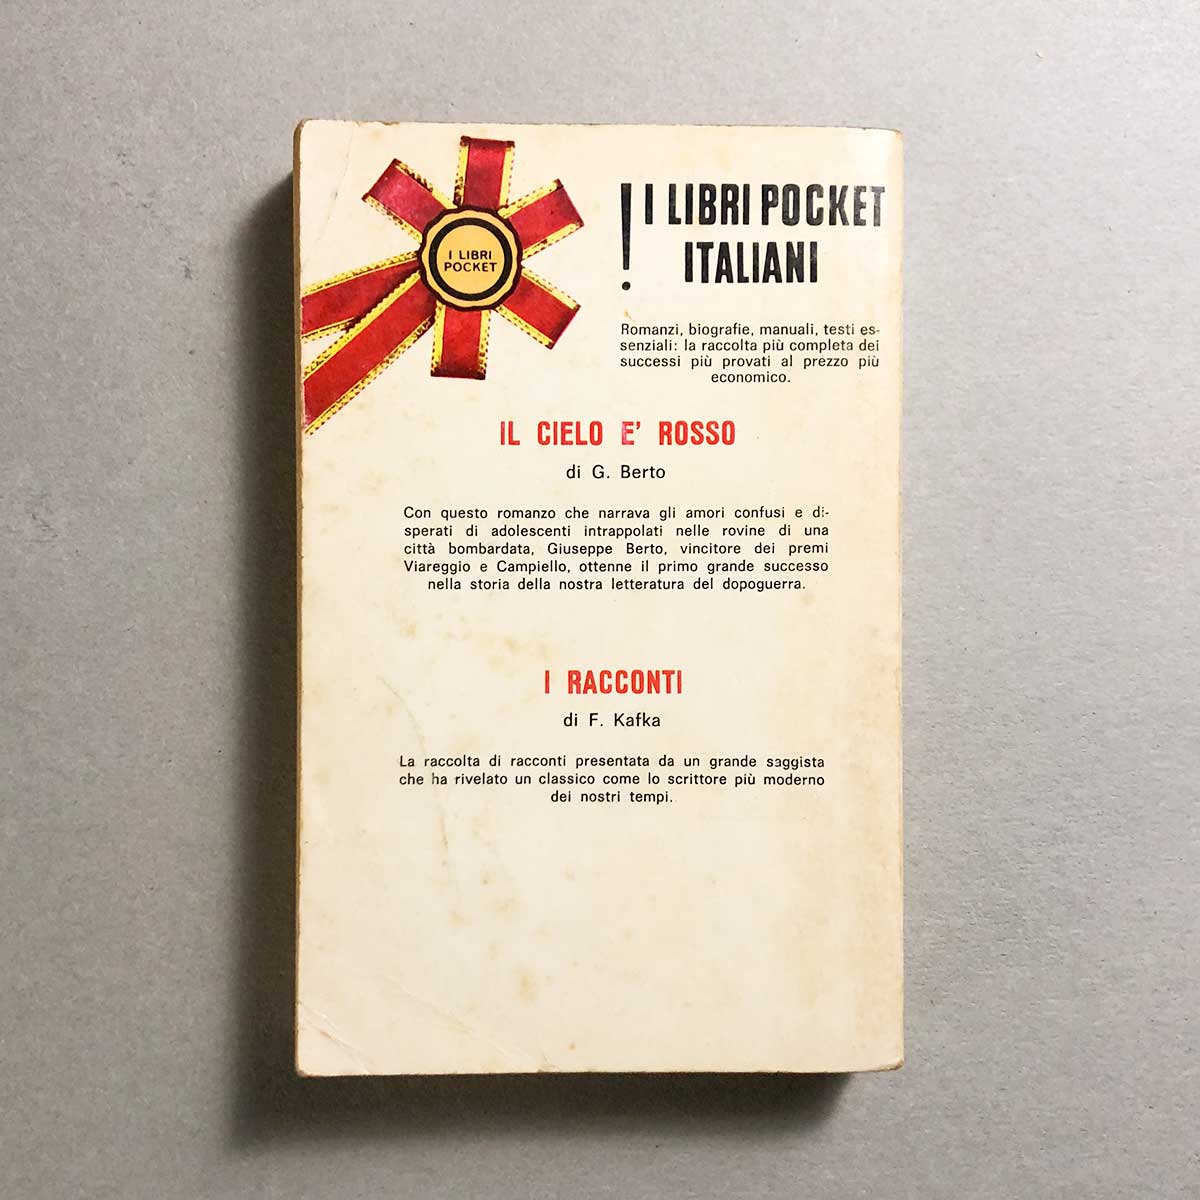 I LIBRI
POCKET
! I LIBRI POCKET
ITALIANI
Romanzi, biografie, manuali, testi es-
senziali: la raccolta più completa dei
successi più provati al prezzo più
economico.
IL CIELO E' ROSSO
di G. Berto
Con questo romanzo che narrava gli amori confusi e di-
sperati di adolescenti intrappolati nelle rovine di una
città bombardata, Giuseppe Berto, vincitore dei premi
Viareggio e Campiello, ottenne il primo grande successo
nella storia della nostra letteratura del dopoguerra.
I RACCONTI
di F. Kafka
La raccolta di racconti presentata da un grande saggista
che ha rivelato un classico come lo scrittore più moderno
dei nostri tempi.